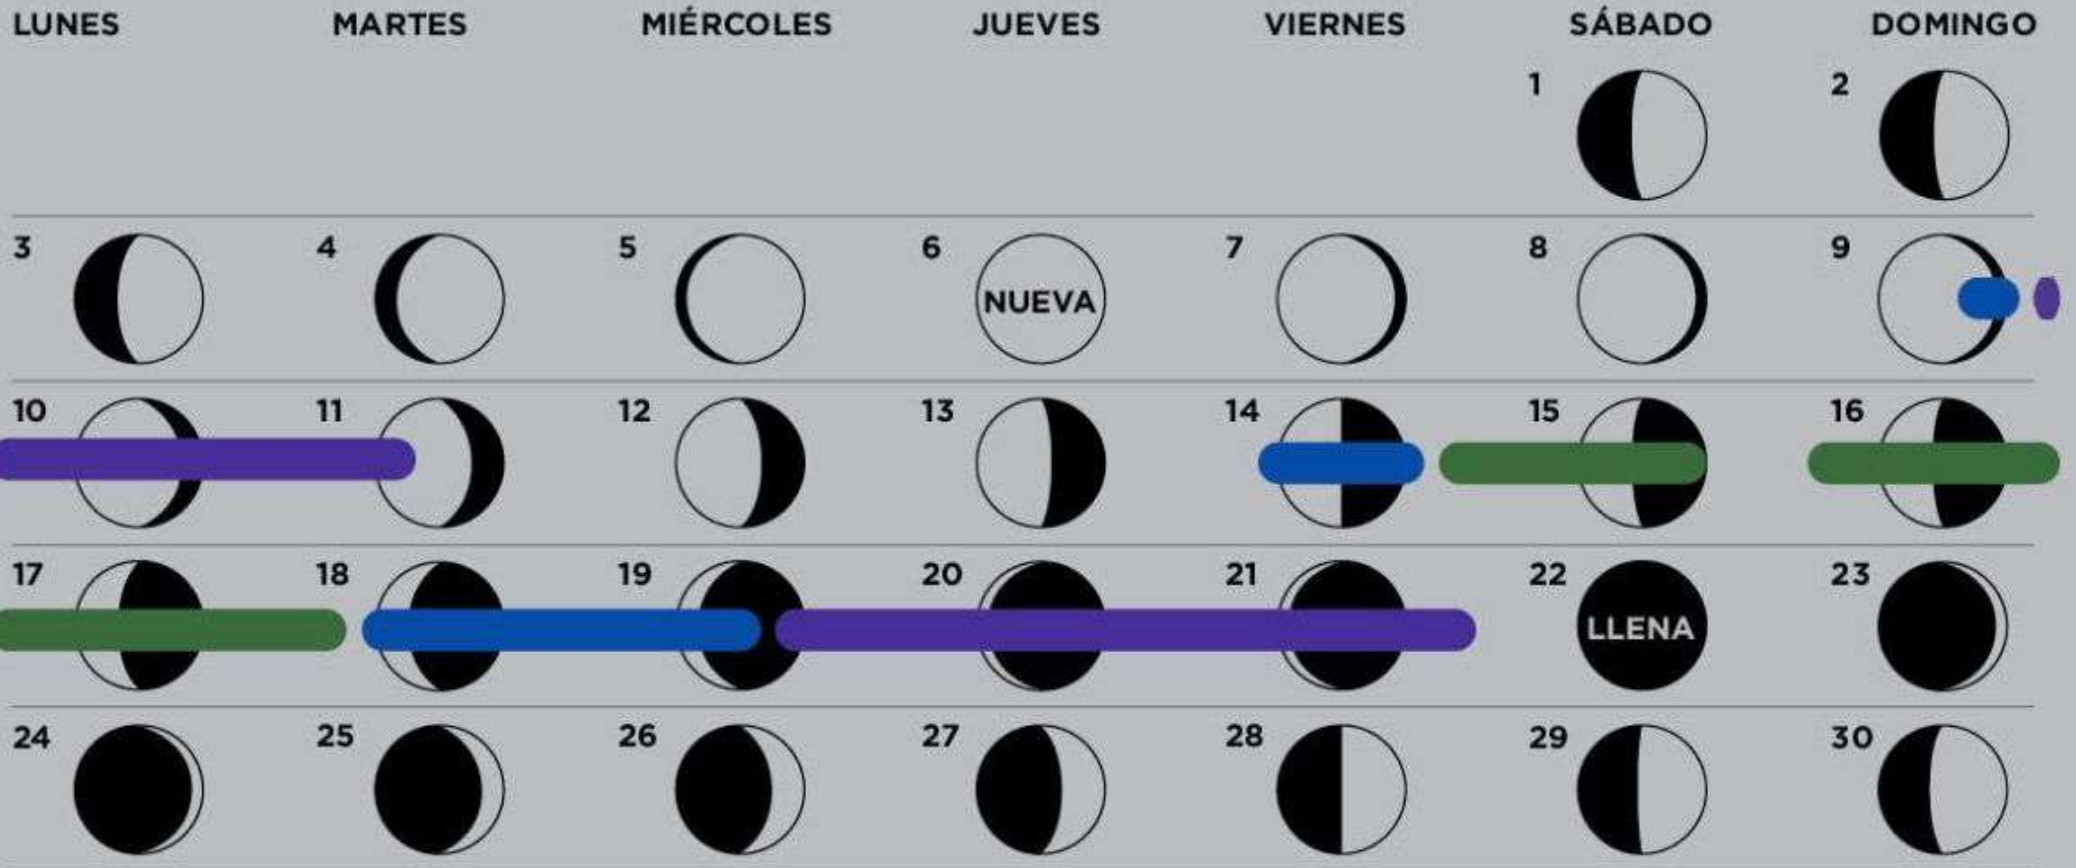 LUNES MARTES MIÉRCOLES JUEVES VIERNES SÁBADO DOMINGO
1 2
3 4 5 6 7 8 9
NUEVA
10 11 12 13 14 15 16
17 18 19 20 21 22 23
LLENA
24 25 26 27 28 29 30